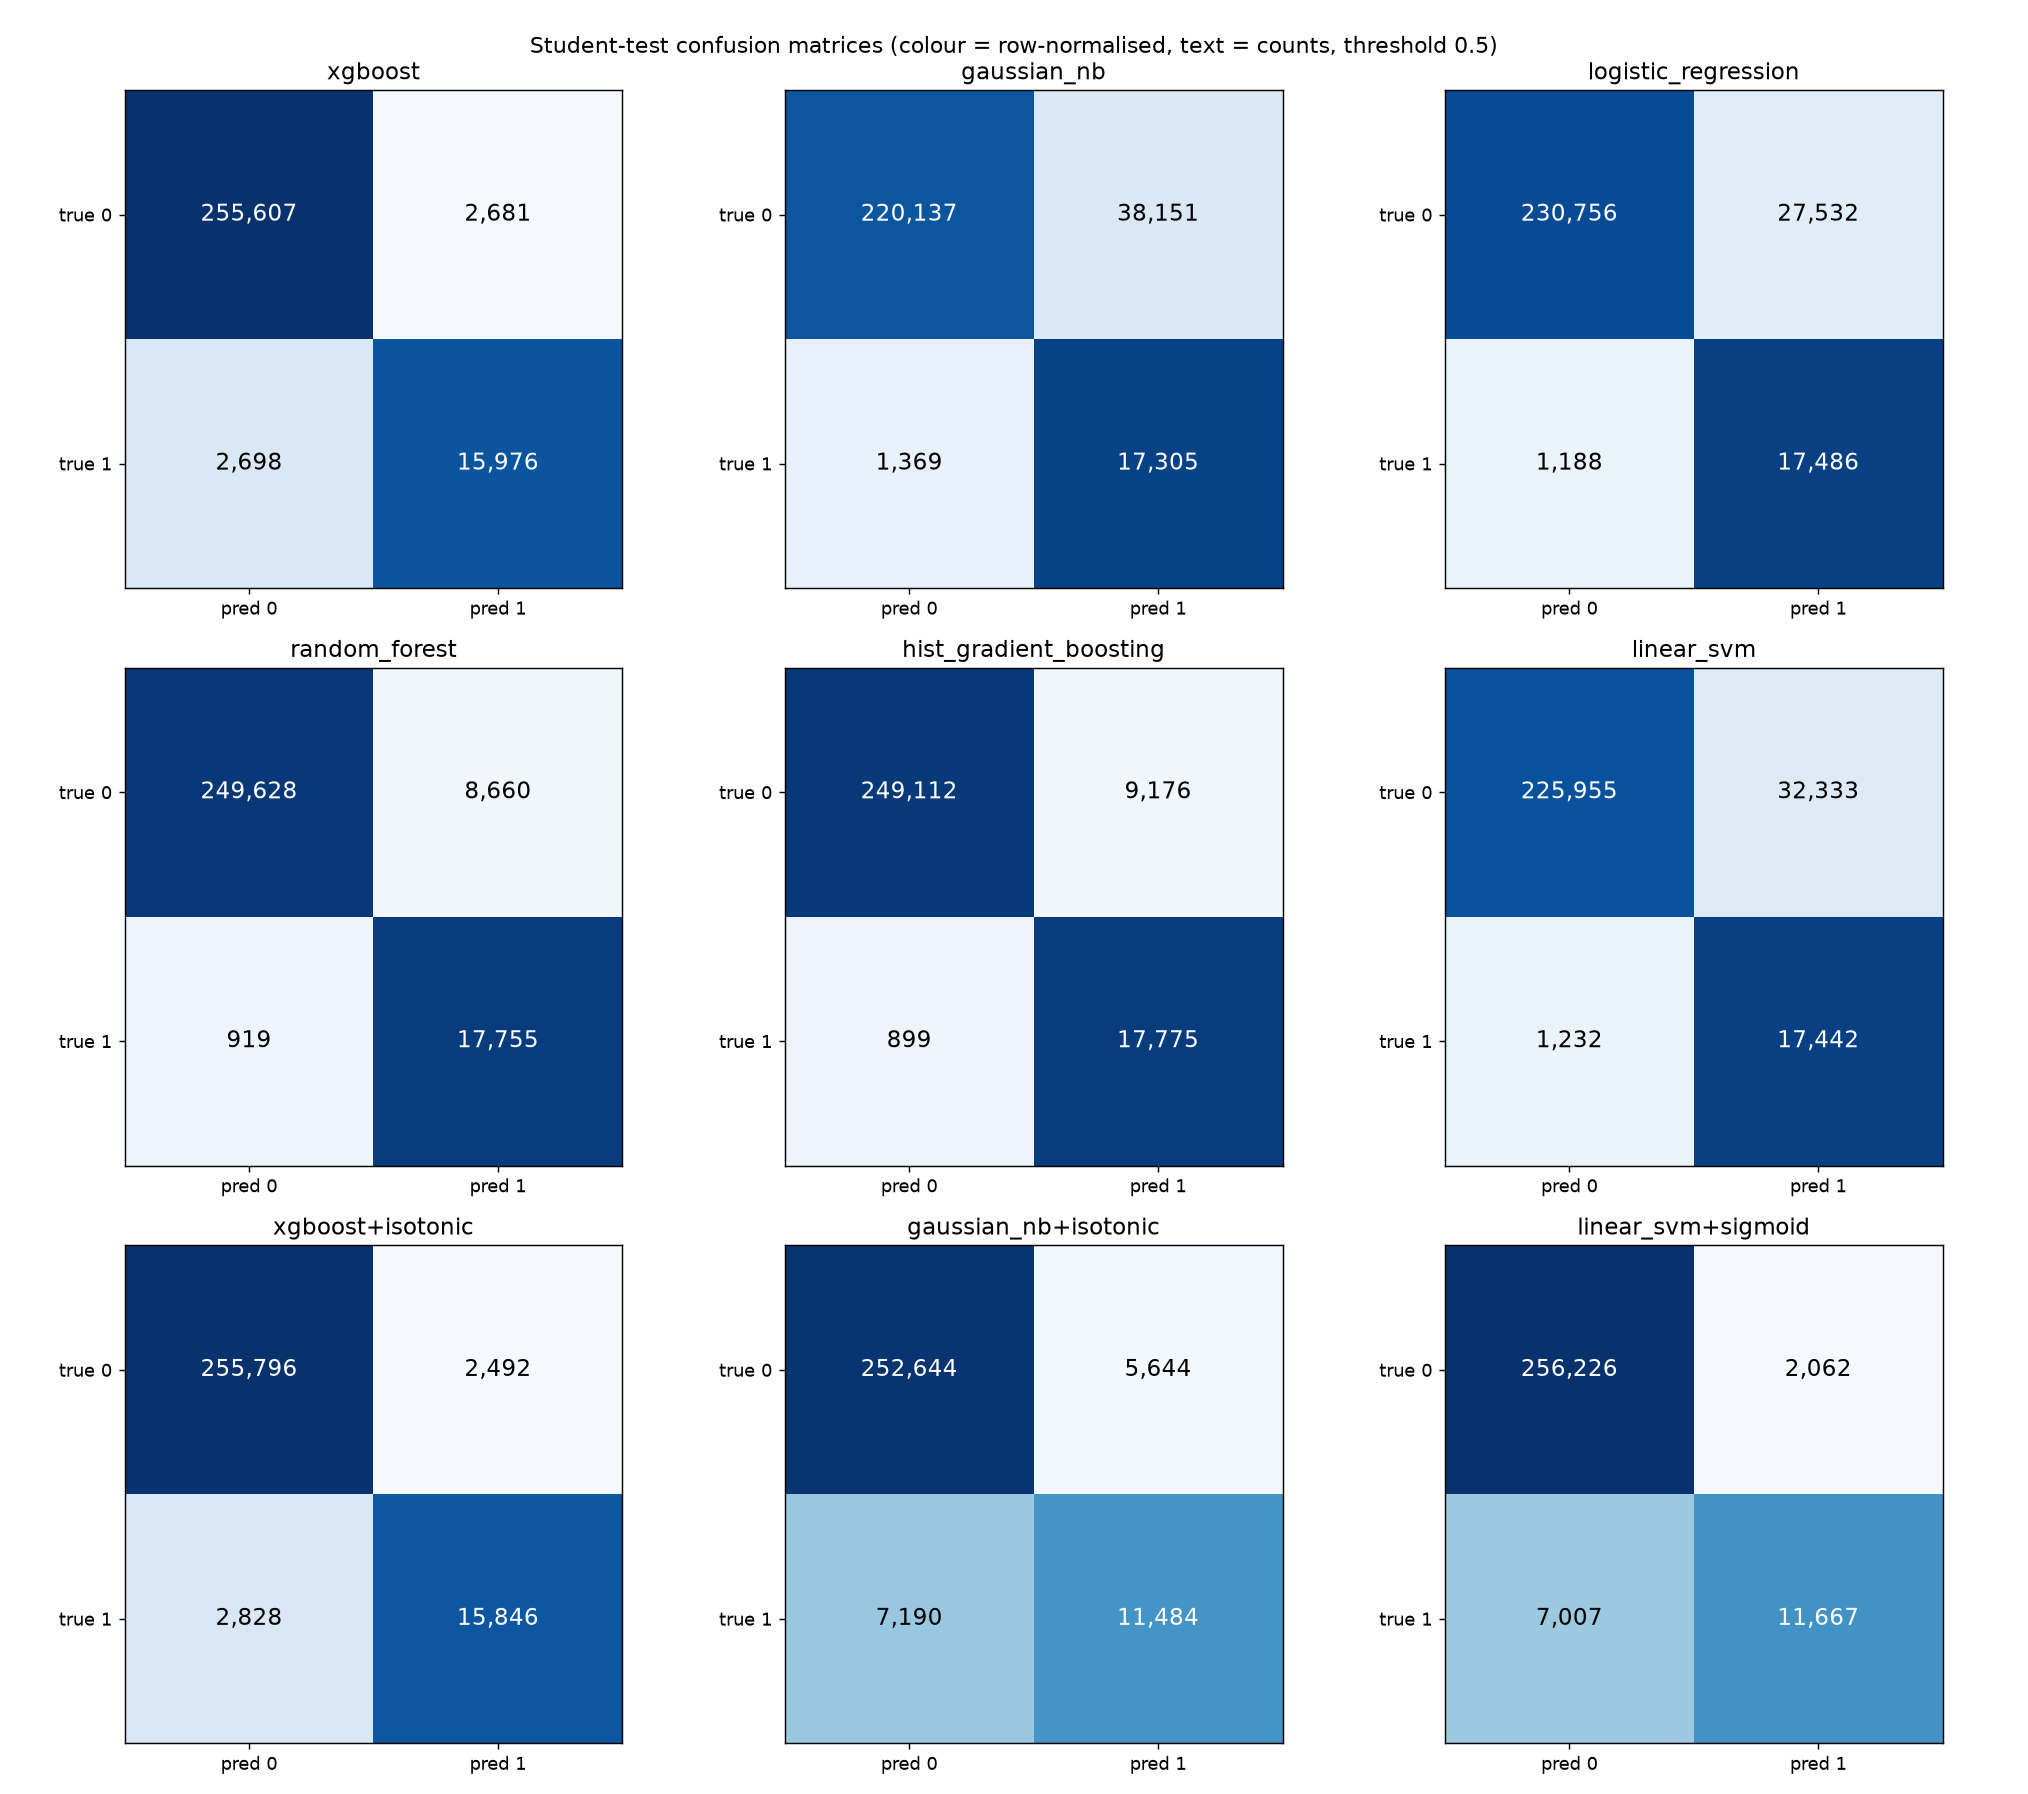 Student-test confusion matrices (colour = row-normalised, text = counts, threshold 0.5)
xgboost
gaussian_nb
logistic_regression
true 0
255,607
2,681
true 0
220,137
38,151
true 0
230,756
27,532
true 1
2,698
15,976
true 1
1,369
17,305
true 1
1,188
17,486
pred 0
pred 1
pred 0
pred 1
pred 0
pred 1
random_forest
hist_gradient_boosting
linear_svm
true 0
249,628
8,660
true 0
249,112
9,176
true 0
225,955
32,333
true 1
919
17,755
true 1
899
17,775
true 1
1,232
17,442
pred 0
pred 1
pred 0
pred 1
pred 0
pred 1
xgboost+isotonic
gaussian_nb+isotonic
linear_svm+sigmoid
true 0
255,796
2,492
true 0
252,644
5,644
true 0
256,226
2,062
true 1
2,828
15,846
true 1
7,190
11,484
true 1
7,007
11,667
pred 0
pred 1
pred 0
pred 1
pred 0
pred 1